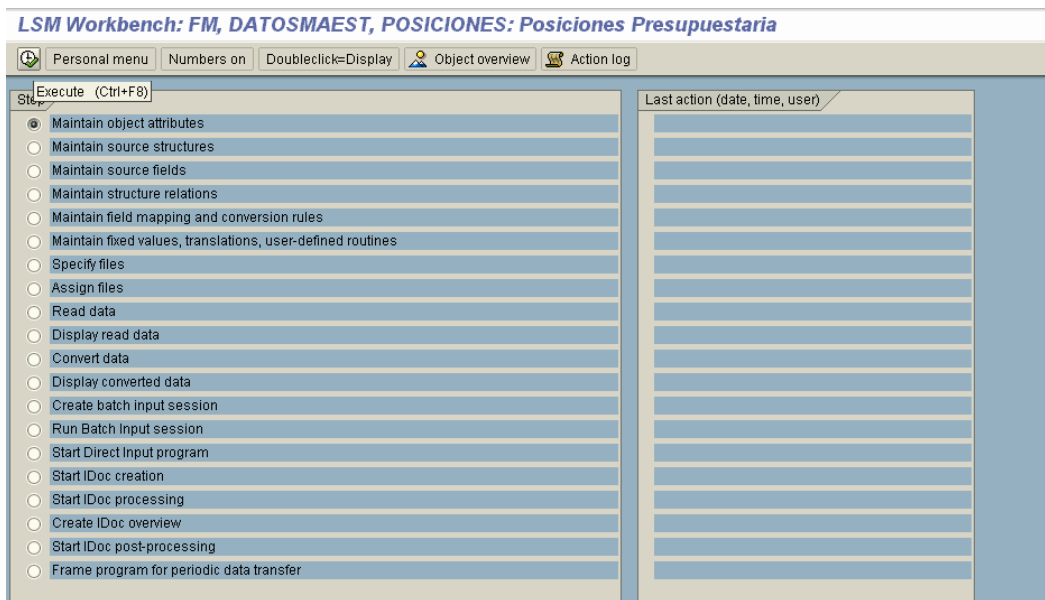 LSM Workbench: FM, DATOSMAEST, POSICIONES: Posiciones Presupuestaria
Personal menu Numbers on Doubleclick=Display Object overview Action log
Execute (Ctrl+F8)
Step Last action (date, time, user)
Maintain object attributes
Maintain source structures
Maintain source fields
Maintain structure relations
Maintain field mapping and conversion rules
Maintain fixed values, translations, user-defined routines
Specify files
Assign files
Read data
Display read data
Convert data
Display converted data
Create batch input session
Run Batch Input session
Start Direct Input program
Start IDoc creation
Start IDoc processing
Create IDoc overview
Start IDoc post-processing
Frame program for periodic data transfer